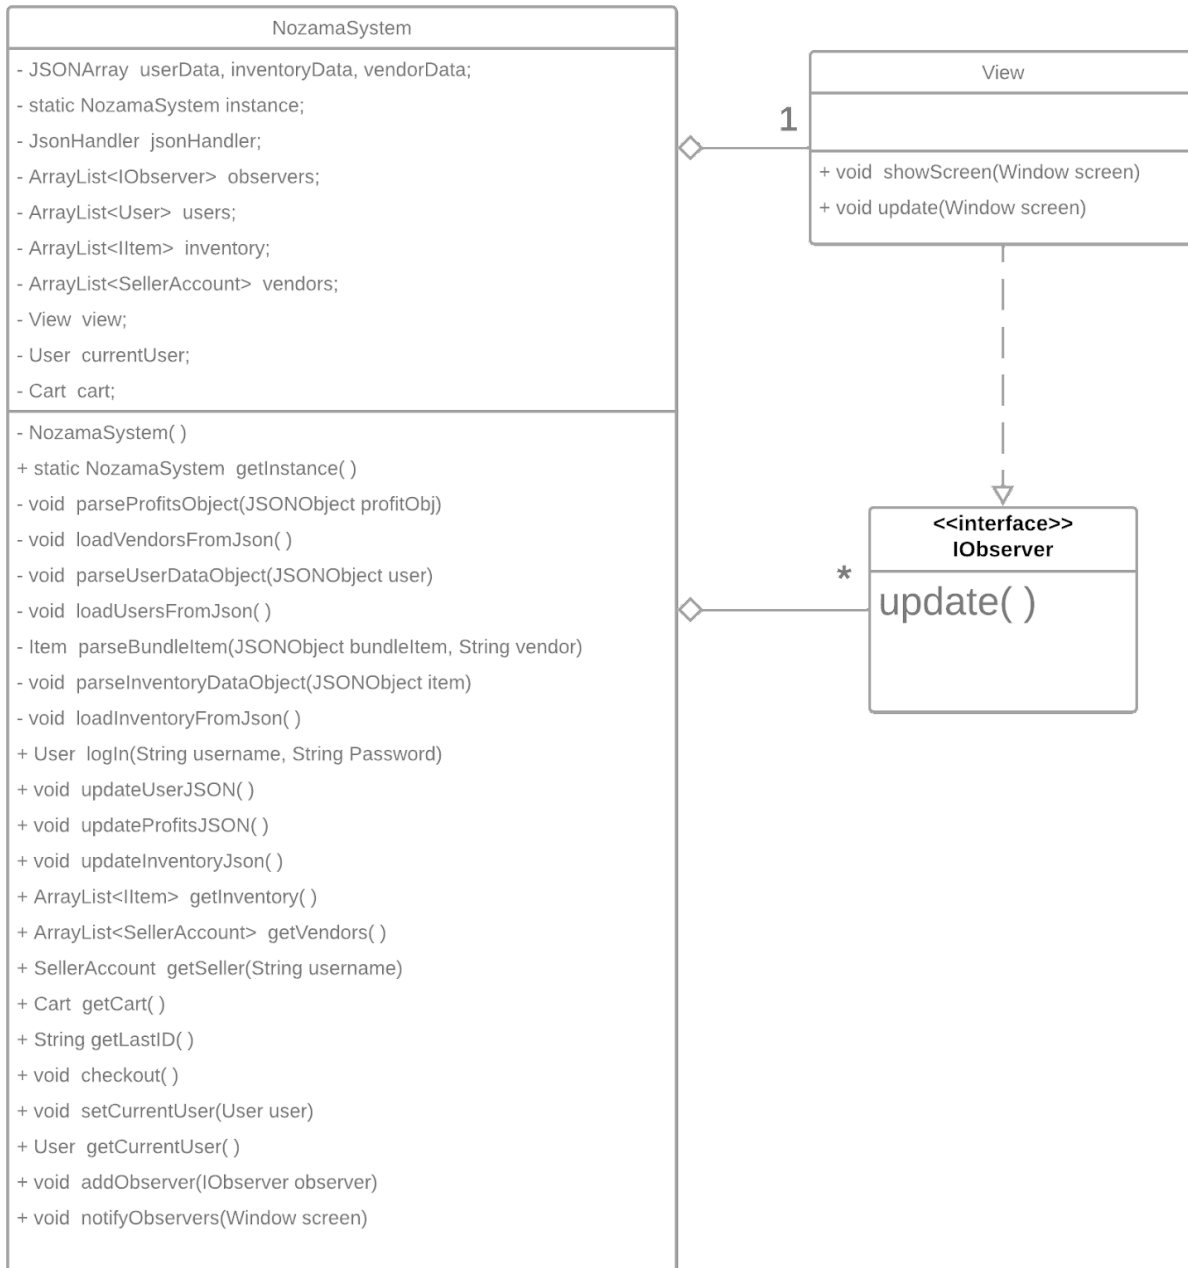 NozamaSystem
- JSONArray  userData, inventoryData, vendorData;
- static NozamaSystem instance;
- JsonHandler  jsonHandler;
- ArrayList<IObserver>  observers;
- ArrayList<User>  users;
- ArrayList<IItem>  inventory;
- ArrayList<SellerAccount>  vendors;
- View  view;
- User  currentUser;
- Cart  cart;
- NozamaSystem( )
+ static NozamaSystem  getInstance( )
- void  parseProfitsObject(JSONObject profitObj)
- void  loadVendorsFromJson( )
- void  parseUserDataObject(JSONObject user)
- void  loadUsersFromJson( )
- Item  parseBundleItem(JSONObject bundleItem, String vendor)
- void  parseInventoryDataObject(JSONObject item)
- void  loadInventoryFromJson( )
+ User  logIn(String username, String Password)
+ void  updateUserJSON( )
+ void  updateProfitsJSON( )
+ void  updateInventoryJson( )
+ ArrayList<IItem>  getInventory( )
+ ArrayList<SellerAccount>  getVendors( )
+ SellerAccount  getSeller(String username)
+ Cart  getCart( )
+ String getLastID( )
+ void  checkout( )
+ void  setCurrentUser(User user)
+ User  getCurrentUser( )
+ void  addObserver(IObserver observer)
+ void  notifyObservers(Window screen)
1
View
+ void  showScreen(Window screen)
+ void update(Window screen)
*
<<interface>>
IObserver
update( )